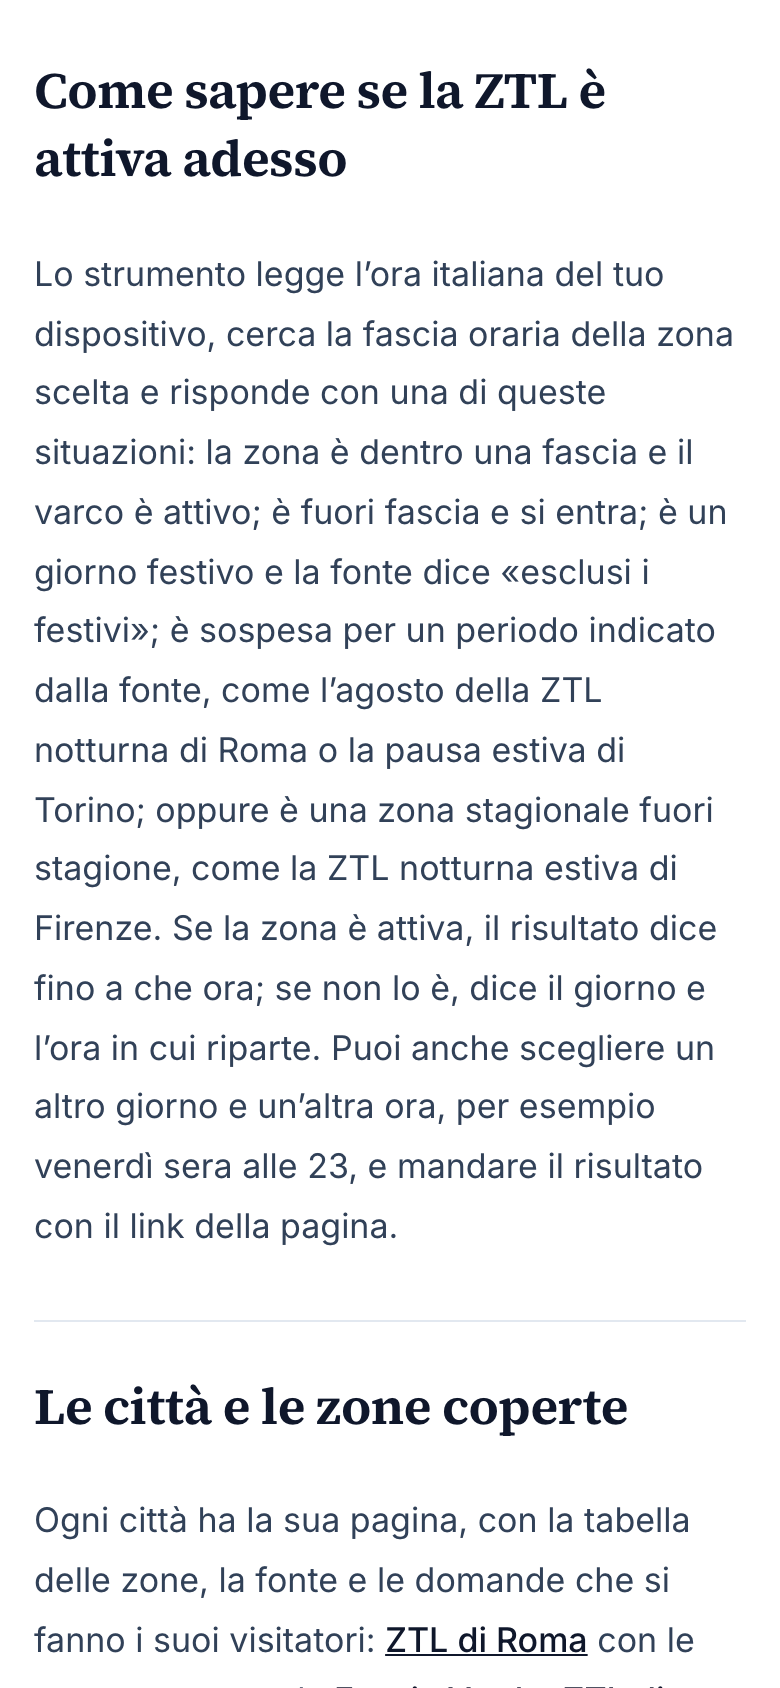 Come sapere se la ZTL è
attiva adesso
Lo strumento legge l’ora italiana del tuo
dispositivo, cerca la fascia oraria della zona
scelta e risponde con una di queste
situazioni: la zona è dentro una fascia e il
varco è attivo; è fuori fascia e si entra; è un
giorno festivo e la fonte dice «esclusi i
festivi»; è sospesa per un periodo indicato
dalla fonte, come l’agosto della ZTL
notturna di Roma o la pausa estiva di
Torino; oppure è una zona stagionale fuori
stagione, come la ZTL notturna estiva di
Firenze. Se la zona è attiva, il risultato dice
fino a che ora; se non lo è, dice il giorno e
l’ora in cui riparte. Puoi anche scegliere un
altro giorno e un’altra ora, per esempio
venerdì sera alle 23, e mandare il risultato
con il link della pagina.
Le città e le zone coperte
Ogni città ha la sua pagina, con la tabella
delle zone, la fonte e le domande che si
fanno i suoi visitatori: ZTL di Roma con le